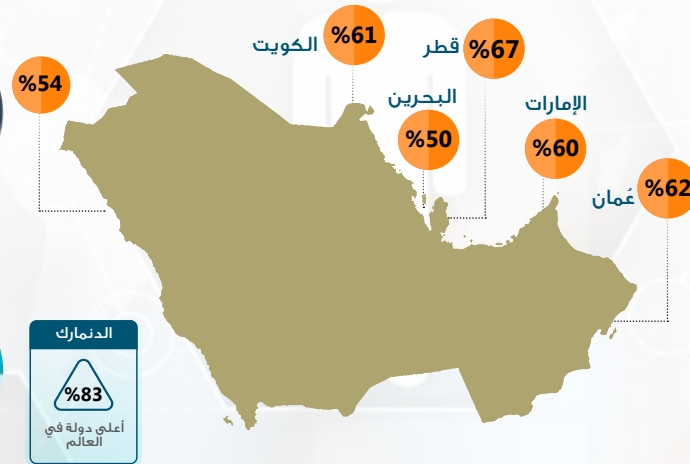 %61
الكويت
%67
قطر
%54
البحرين
%50
الإمارات
%60
%62
عُمان
الدنمارك
%83
أعلى دولة في
العالم